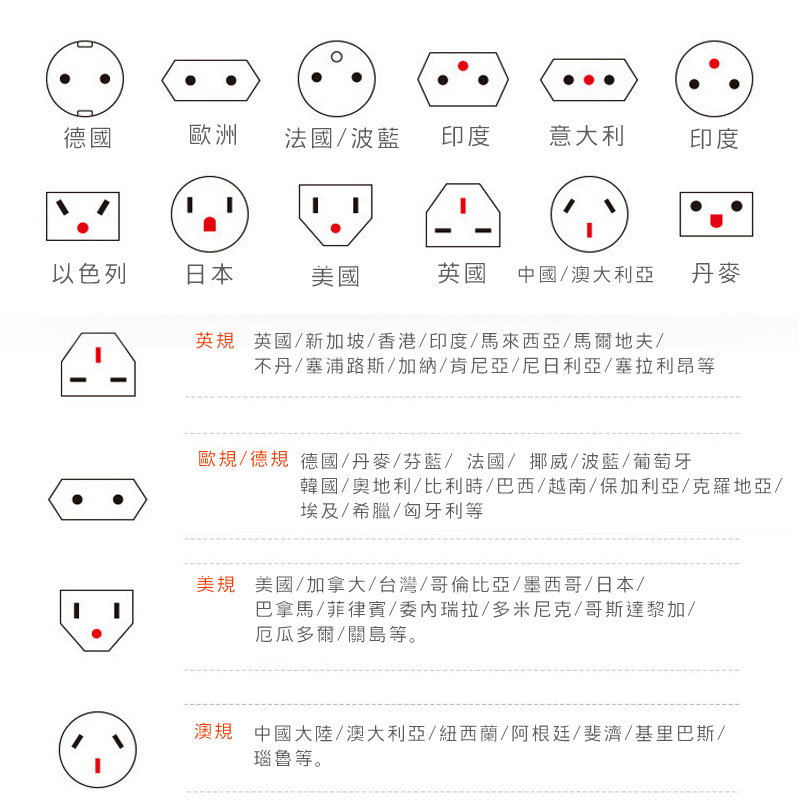 德國 歐洲 法國/波藍 印度 意大利 印度
以色列 日本 美國 英國 中國/澳大利亞 丹麥
英規 英國/新加坡/香港/印度/馬來西亞/馬爾地夫/
不丹/塞浦路斯/加納/肯尼亞/尼日利亞/塞拉利昂等
歐規/德規 德國/丹麥/芬藍/ 法國/ 挪威/波藍/葡萄牙
韓國/奧地利/比利時/巴西/越南/保加利亞/克羅地亞/
埃及/希臘/匈牙利等
美規 美國/加拿大/台灣/哥倫比亞/墨西哥/日本/
巴拿馬/菲律賓/委內瑞拉/多米尼克/哥斯達黎加/
厄瓜多爾/關島等。
澳規 中國大陸/澳大利亞/紐西蘭/阿根廷/斐濟/基里巴斯/
瑙魯等。